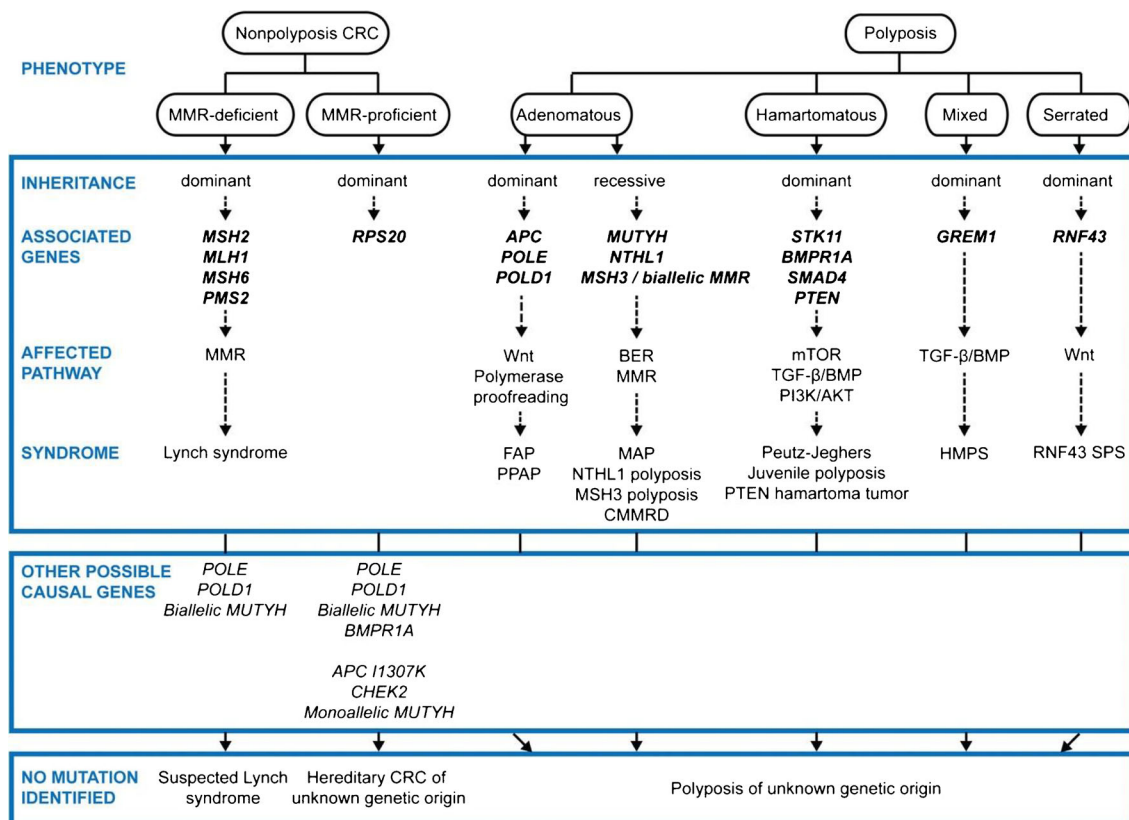 Nonpolyposis CRC
Polyposis
PHENOTYPE
MMR-deficient
MMR-proficient
Adenomatous
Hamartomatous
Mixed
Serrated
INHERITANCE
dominant
dominant
dominant
recessive
dominant
dominant
dominant
ASSOCIATED
GENES
MSH2
MLH1
MSH6
PMS2
RPS20
APC
POLE
POLD1
MUTYH
NTHL1
MSH3 / biallelic MMR
STK11
BMPR1A
SMAD4
PTEN
GREM1
RNF43
AFFECTED
PATHWAY
MMR
Wnt
Polymerase
proofreading
BER
MMR
mTOR
TGF-β/BMP
PI3K/AKT
TGF-β/BMP
Wnt
SYNDROME
Lynch syndrome
FAP
PPAP
MAP
NTHL1 polyposis
MSH3 polyposis
CMMRD
Peutz-Jeghers
Juvenile polyposis
PTEN hamartoma tumor
HMPS
RNF43 SPS
OTHER POSSIBLE
CAUSAL GENES
POLE
POLD1
Biallelic MUTYH
POLE
POLD1
Biallelic MUTYH
BMPR1A
APC I1307K
CHEK2
Monoallelic MUTYH
NO MUTATION
IDENTIFIED
Suspected Lynch
syndrome
Hereditary CRC of
unknown genetic origin
Polyposis of unknown genetic origin